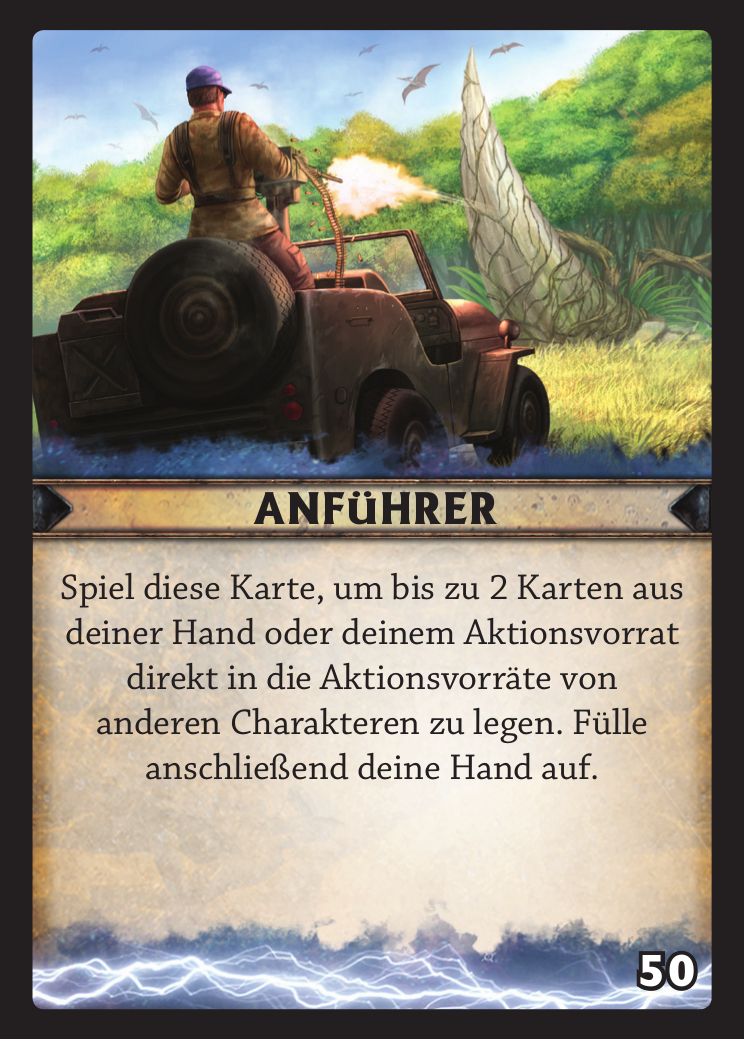 ANFÜHRER
Spiel diese Karte, um bis zu 2 Karten aus
deiner Hand oder deinem Aktionsvorrat
direkt in die Aktionsvorräte von
anderen Charakteren zu legen. Fülle
anschließend deine Hand auf.
50